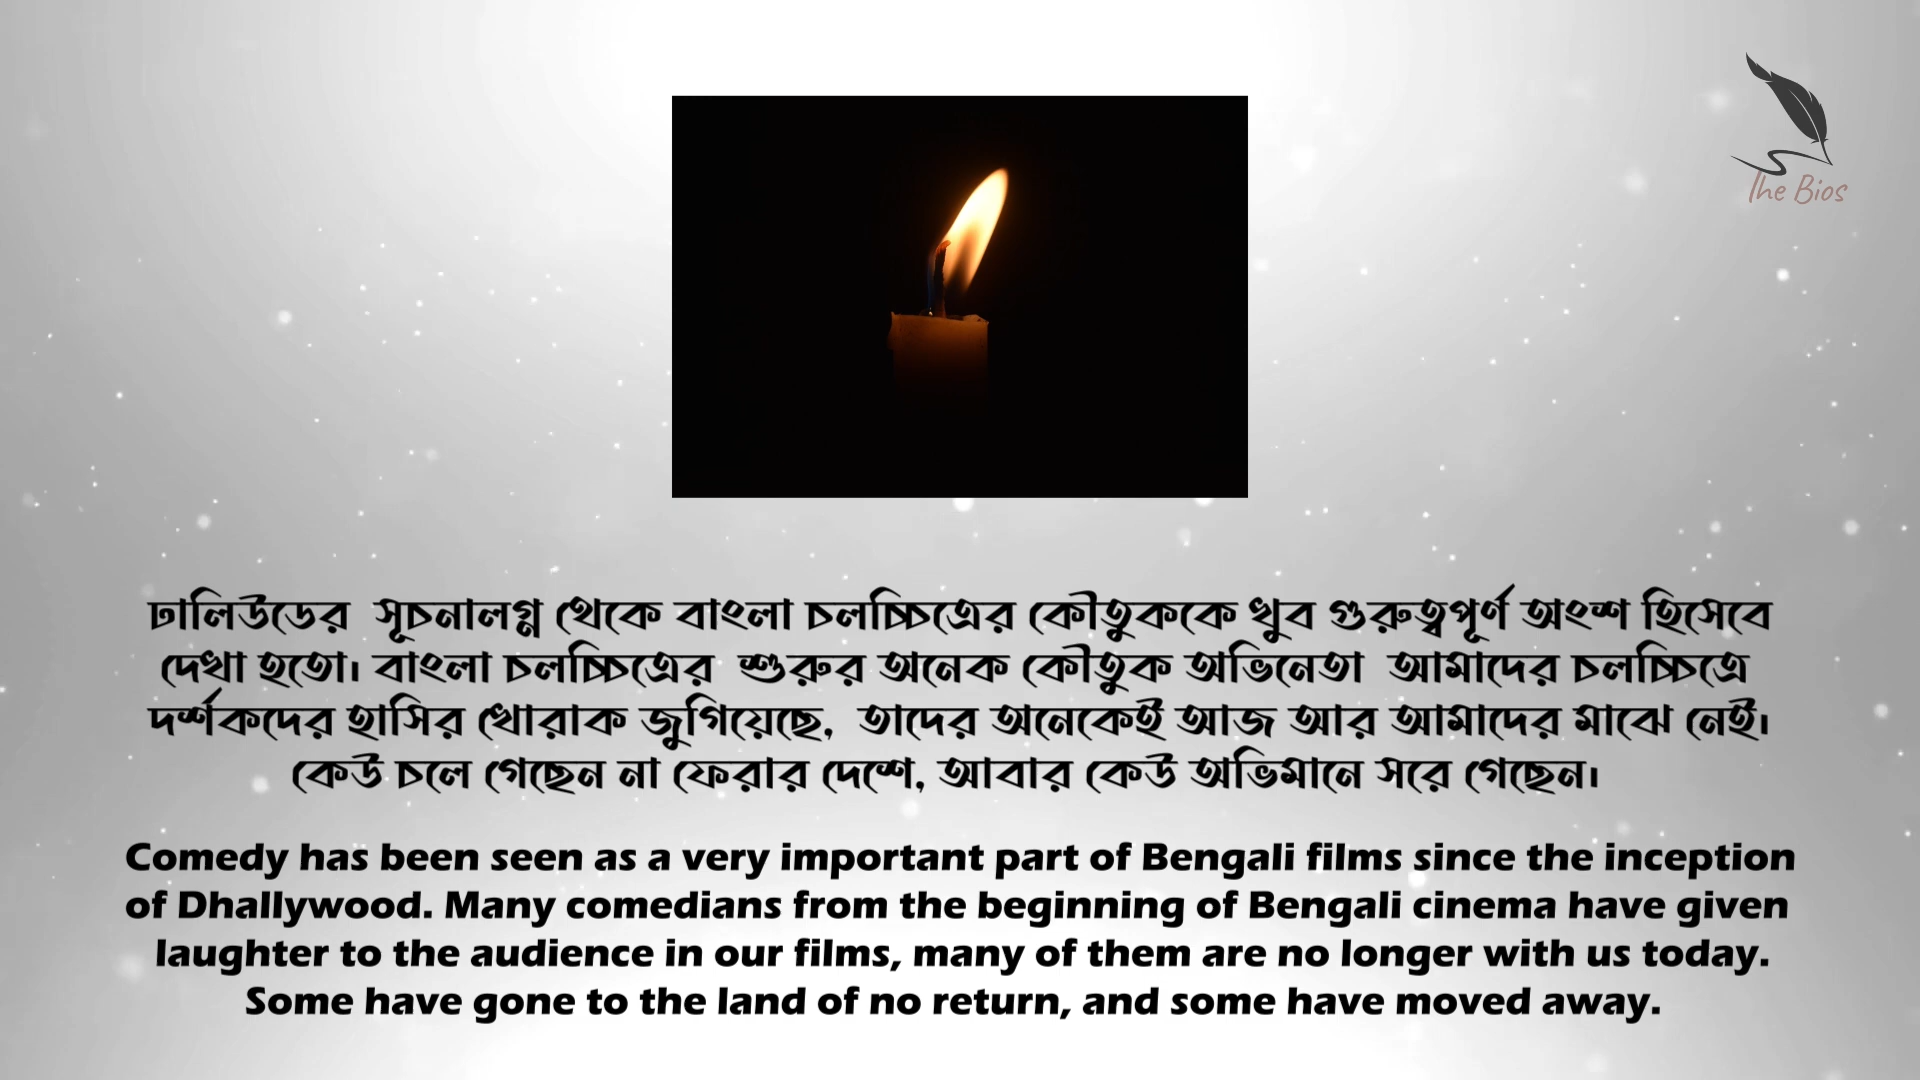 The Bios
ঢালিউডের সূচনালগ্ন থেকে বাংলা চলচ্চিত্রের কৌতুককে খুব গুরুত্বপূর্ণ অংশ হিসেবে
দেখা হতো। বাংলা চলচ্চিত্রের শুরুর অনেক কৌতুক অভিনেতা আমাদের চলচ্চিত্রে
দর্শকদের হাসির খোরাক জুগিয়েছে, তাদের অনেকেই আজ আর আমাদের মাঝে নেই।
কেউ চলে গেছেন না ফেরার দেশে, আবার কেউ অভিমানে সরে গেছেন।
Comedy has been seen as a very important part of Bengali films since the inception
of Dhallywood. Many comedians from the beginning of Bengali cinema have given
laughter to the audience in our films, many of them are no longer with us today.
Some have gone to the land of no return, and some have moved away.